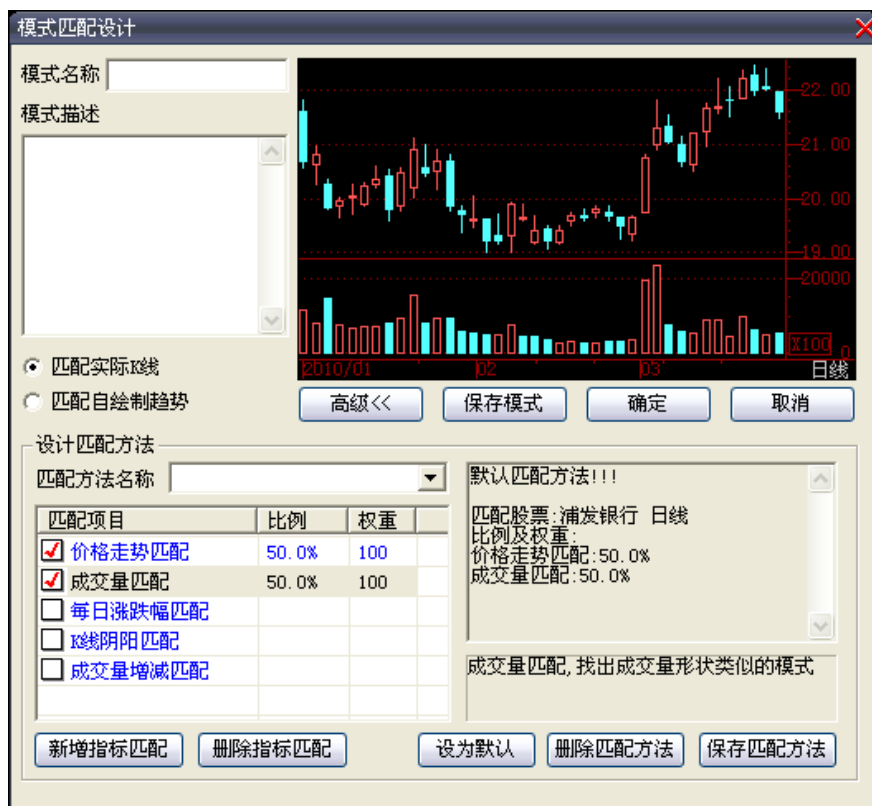 模式匹配设计
模式名称
模式描述
22.00
21.00
20.00
19.00
20000
X100 0
2010/01 02 03 日线
匹配实际K线
匹配自绘制趋势
高级<< 保存模式 确定 取消
设计匹配方法
匹配方法名称
匹配项目 比例 权重
价格走势匹配 50.0% 100
成交量匹配 50.0% 100
每日涨跌幅匹配
K线阴阳匹配
成交量增减匹配
默认匹配方法!!!
匹配股票:浦发银行 日线
比例及权重:
价格走势匹配:50.0%
成交量匹配:50.0%
成交量匹配,找出成交量形状类似的模式
新增指标匹配 删除指标匹配 设为默认 删除匹配方法 保存匹配方法